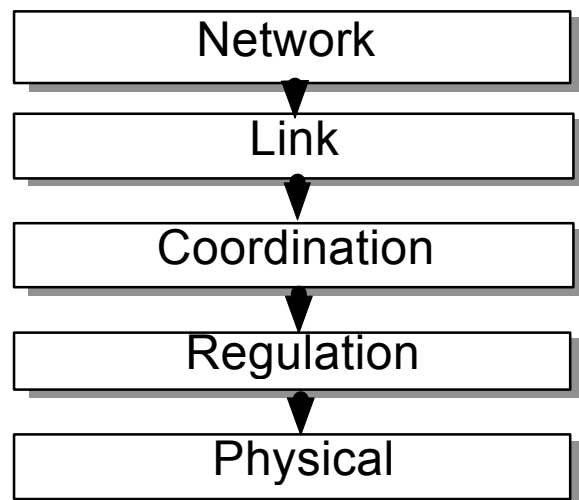 Network
Link
Coordination
Regulation
Physical